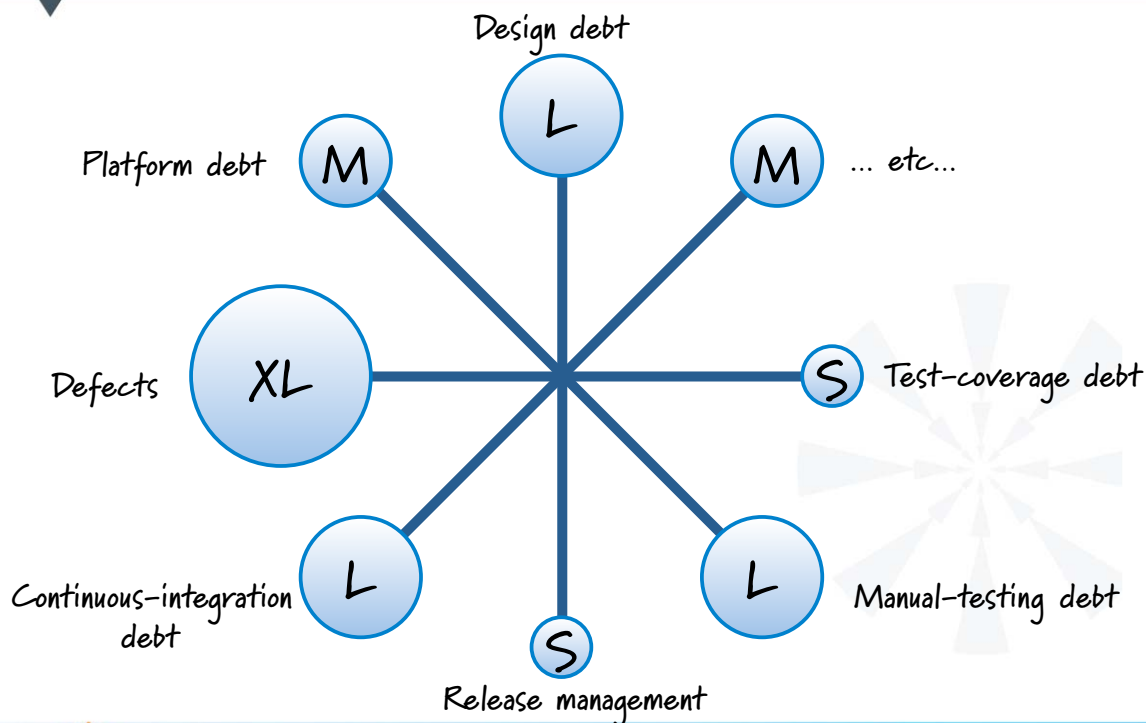 Design debt
L
Platform debt
M
M
... etc...
Defects
XL
S
Test-coverage debt
Continuous-integration
debt
L
L
Manual-testing debt
S
Release management